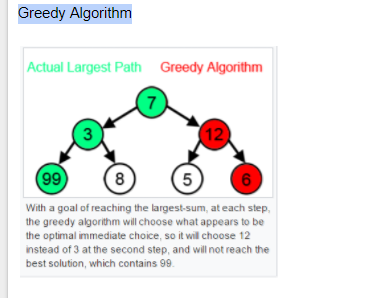 Greedy Algorithm
Actual Largest Path Greedy Algorithm
7
3 12
99 8 5 6
With a goal of reaching the largest-sum, at each step,
the greedy algorithm will choose what appears to be
the optimal immediate choice, so it will choose 12
instead of 3 at the second step, and will not reach the
best solution, which contains 99.